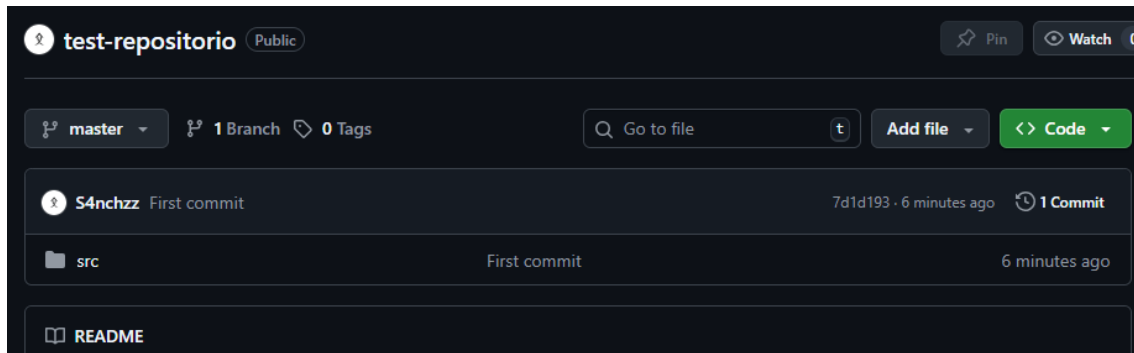 test-repositorio Public Pin Watch
master 1 Branch 0 Tags Go to file t Add file Code
S4nchzz First commit 7d1d193 · 6 minutes ago 1 Commit
src First commit 6 minutes ago
README